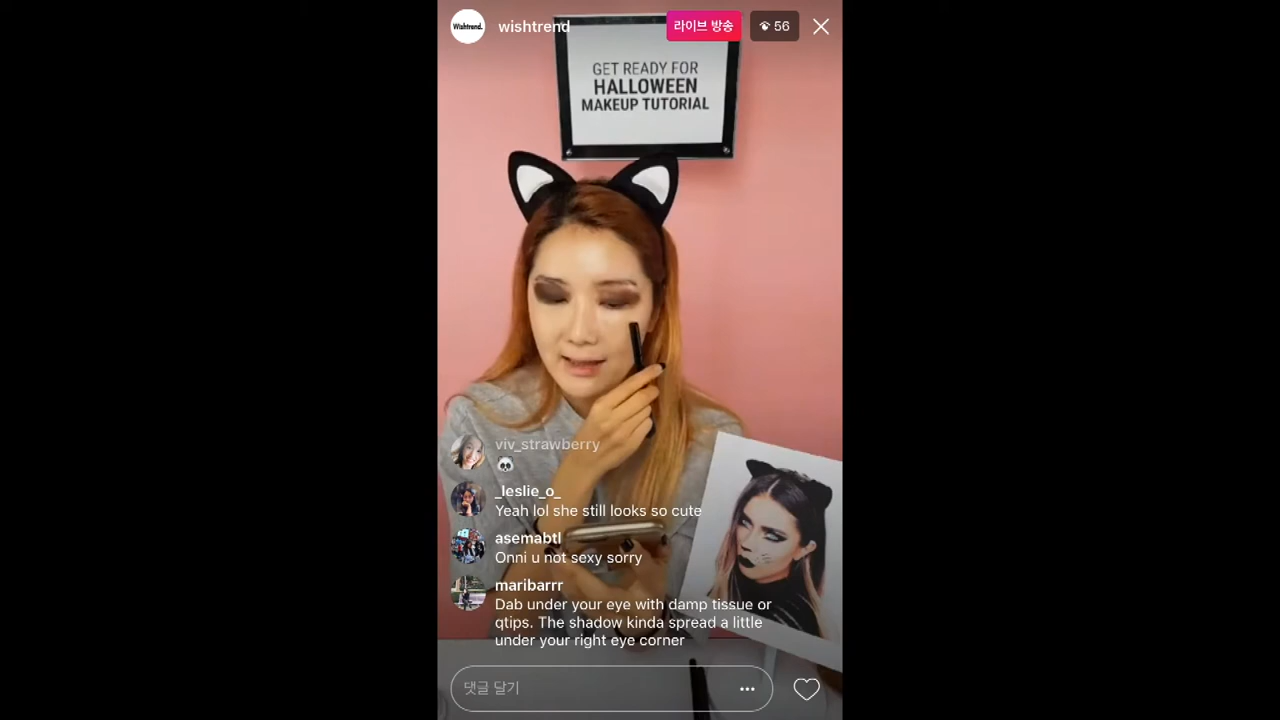 Wishtrend.
wishtrend
라이브 방송
56
GET READY FOR
HALLOWEEN
MAKEUP TUTORIAL
viv_strawberry
_leslie_o_
Yeah lol she still looks so cute
asemabtl
Onni u not sexy sorry
maribarrr
Dab under your eye with damp tissue or
qtips. The shadow kinda spread a little
under your right eye corner
댓글 달기